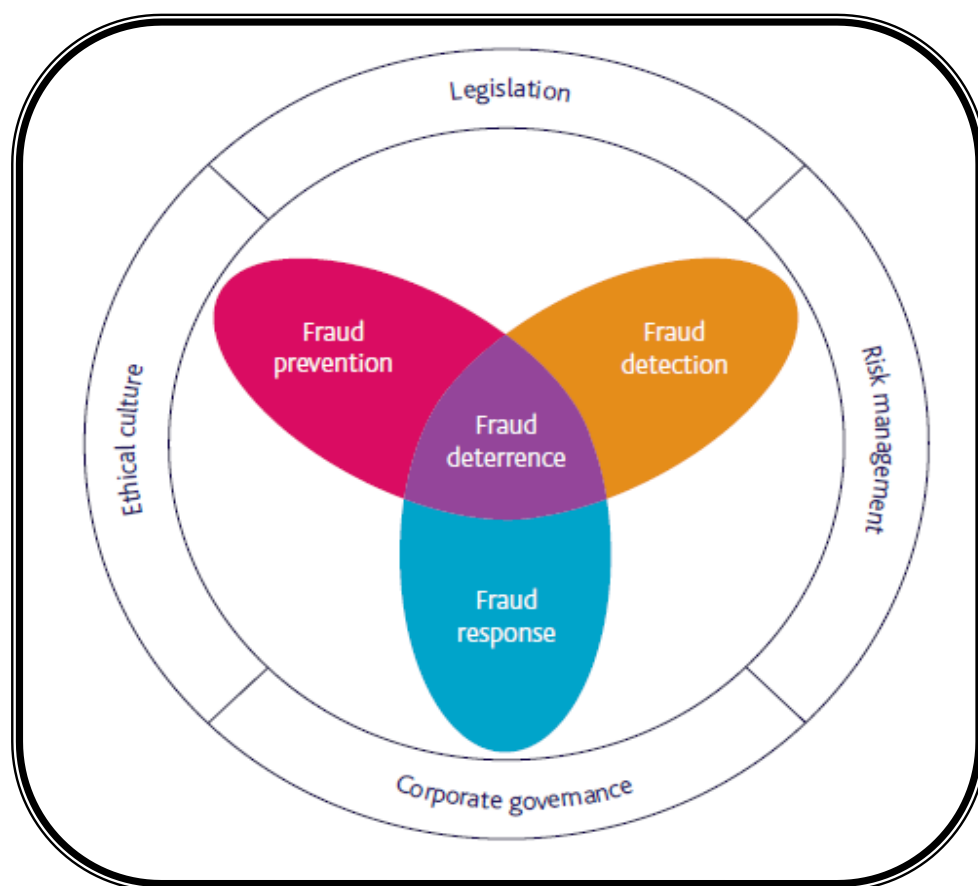 Legislation
Fraud
prevention
Fraud
detection
Ethical culture
Risk management
Fraud
deterrence
Fraud
response
Corporate governance